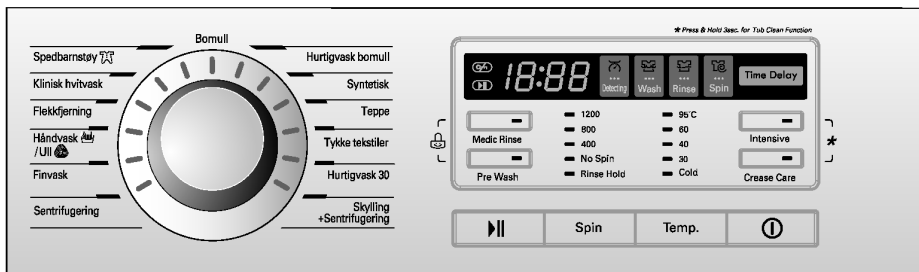 * Press & Hold 3sec. for Tub Clean Function
Bomull
Spedbarnstøy
Klinisk hvitvask
Flekkfjerning
Håndvask
/Ull
Finvask
Sentrifugering
Hurtigvask bomull
Syntetisk
Teppe
Tykke tekstiler
Hurtigvask 30
Skylling
+Sentrifugering
18:88
Detecting
Wash
Rinse
Spin
Time Delay
Medic Rinse
Pre Wash
1200
800
400
No Spin
Rinse Hold
95°C
60
40
30
Cold
Intensive
Crease Care
*
Spin
Temp.